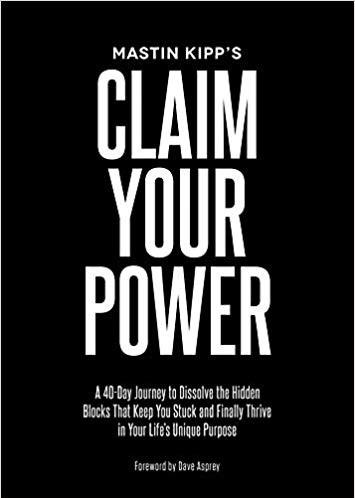 MASTIN KIPP'S
CLAIM
YOUR
POWER
A 40-Day Journey to Dissolve the Hidden
Blocks That Keep You Stuck and Finally Thrive
in Your Life's Unique Purpose
Foreword by Dave Asprey